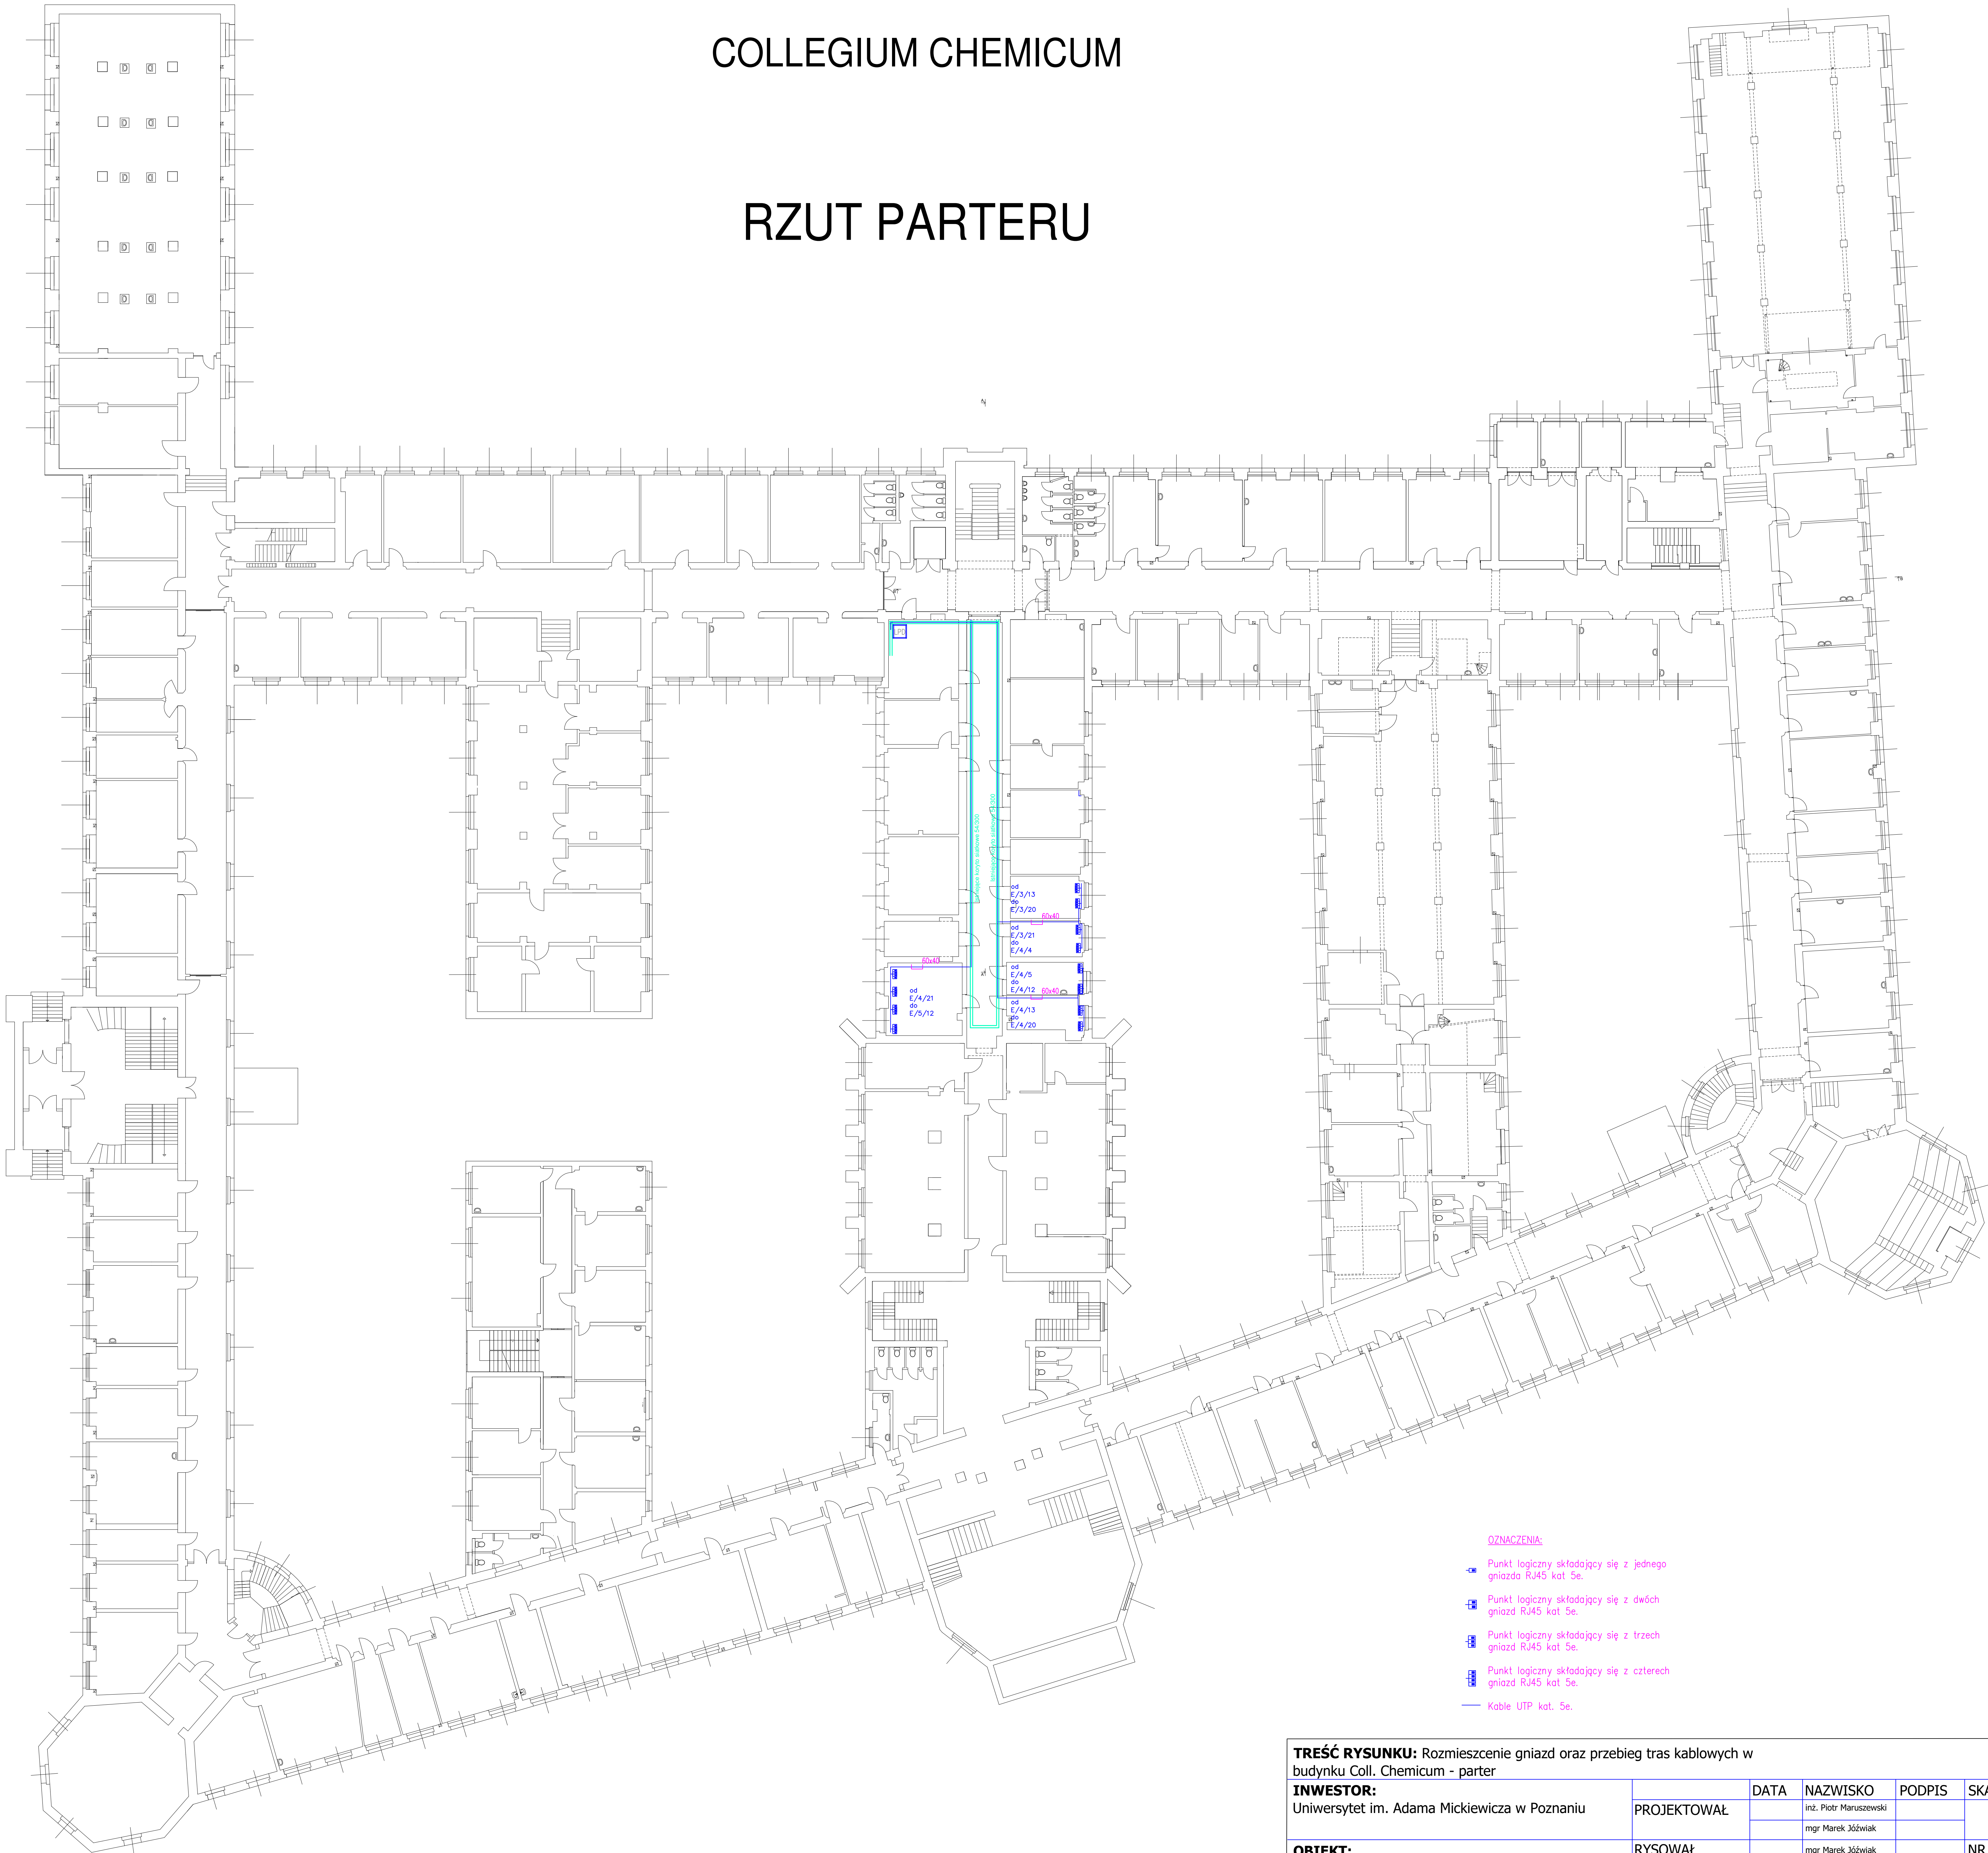 COLLEGIUM CHEMICUM
RZUT PARTERU
LPD
od
E/3/13
do
E/3/20
60x40
od
E/3/21
do
E/4/4
od
E/4/5
do
E/4/12
60x40
od
E/4/13
do
E/4/20
60x40
od
E/4/21
do
E/5/12
OZNACZENIA:
Punkt logiczny składający się z jednego
gniazda RJ45 kat 5e.
Punkt logiczny składający się z dwóch
gniazd RJ45 kat 5e.
Punkt logiczny składający się z trzech
gniazd RJ45 kat 5e.
Punkt logiczny składający się z czterech
gniazd RJ45 kat 5e.
Kable UTP kat. 5e.
TREŚĆ RYSUNKU: Rozmieszcenie gniazd oraz przebieg tras kablowych w
budynku Coll. Chemicum - parter
INWESTOR:
Uniwersytet im. Adama Mickiewicza w Poznaniu
DATA NAZWISKO PODPIS SKA
PROJEKTOWAŁ
inż. Piotr Maruszewski
mgr Marek Jóźwiak
OBIEKT:
RYSOWAŁ
mgr Marek Jóźwiak
NR